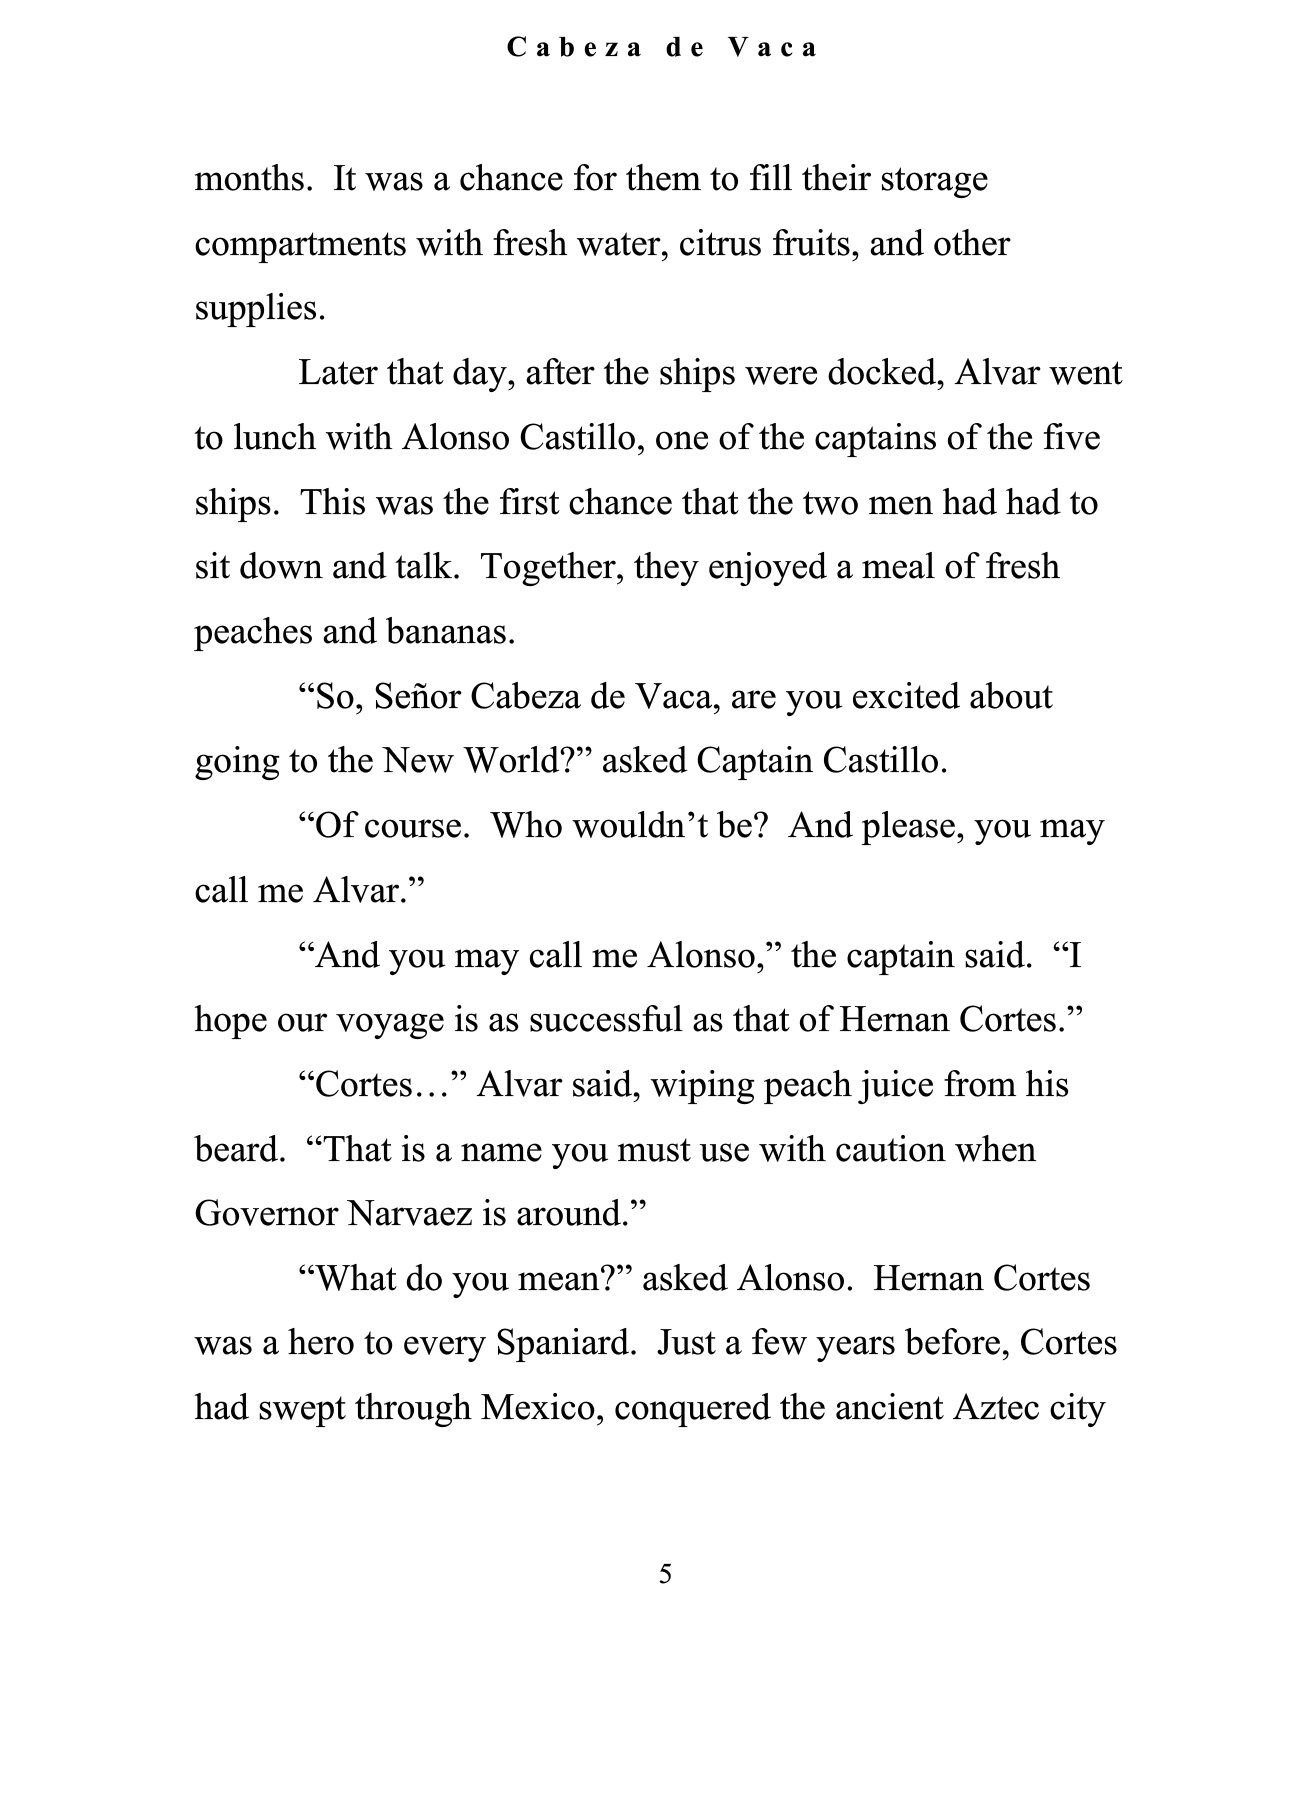 Cabeza de Vaca
months.  It was a chance for them to fill their storage
compartments with fresh water, citrus fruits, and other
supplies.
Later that day, after the ships were docked, Alvar went
to lunch with Alonso Castillo, one of the captains of the five
ships.  This was the first chance that the two men had had to
sit down and talk.  Together, they enjoyed a meal of fresh
peaches and bananas.
“So, Señor Cabeza de Vaca, are you excited about
going to the New World?” asked Captain Castillo.
“Of course.  Who wouldn’t be?  And please, you may
call me Alvar.”
“And you may call me Alonso,” the captain said.  “I
hope our voyage is as successful as that of Hernan Cortes.”
“Cortes…” Alvar said, wiping peach juice from his
beard.  “That is a name you must use with caution when
Governor Narvaez is around.”
“What do you mean?” asked Alonso.  Hernan Cortes
was a hero to every Spaniard.  Just a few years before, Cortes
had swept through Mexico, conquered the ancient Aztec city
5